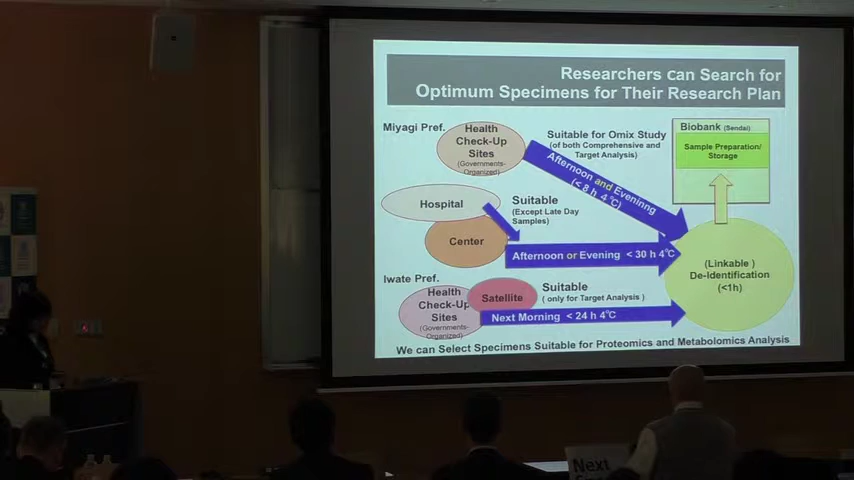 Researchers can Search for
Optimum Specimens for Their Research Plan
Miyagi Pref.
Health
Check-Up
Sites
(Governments-
Organized)
Suitable for Omix Study
(of both Comprehensive and
Target Analysis)
Afternoon and Eveninng
(< 8 h 4℃)
Biobank (Sendai)
Sample Preparation/
Storage
Hospital
Suitable
(Except Late Day
Samples)
Center
Afternoon or Evening < 30 h 4℃
(Linkable )
De-identification
(<1h)
Iwate Pref.
Health
Check-Up
Sites
(Governments-
Organized)
Satellite
Suitable
( only for Target Analysis )
Next Morning < 24 h 4℃
We can Select Specimens Suitable for Proteomics and Metabolomics Analysis
Next